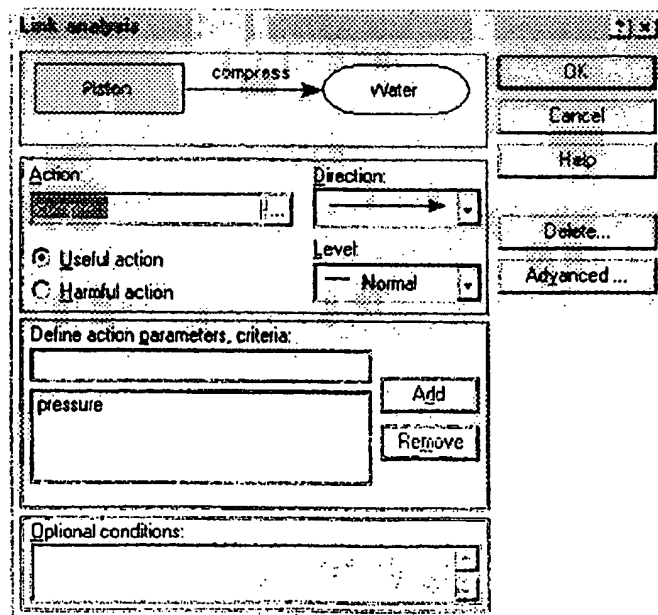 Link analysis
Piston
compress
Water
OK
Cancel
Help
Delete...
Advanced ...
Action:
...
Direction:
Useful action
Harmful action
Level:
Normal
Define action parameters, criteria:
pressure
Add
Remove
Optional conditions: